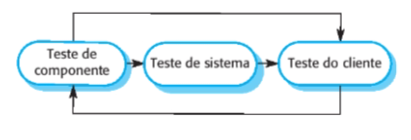 Teste de
componente
Teste de sistema
Teste do cliente